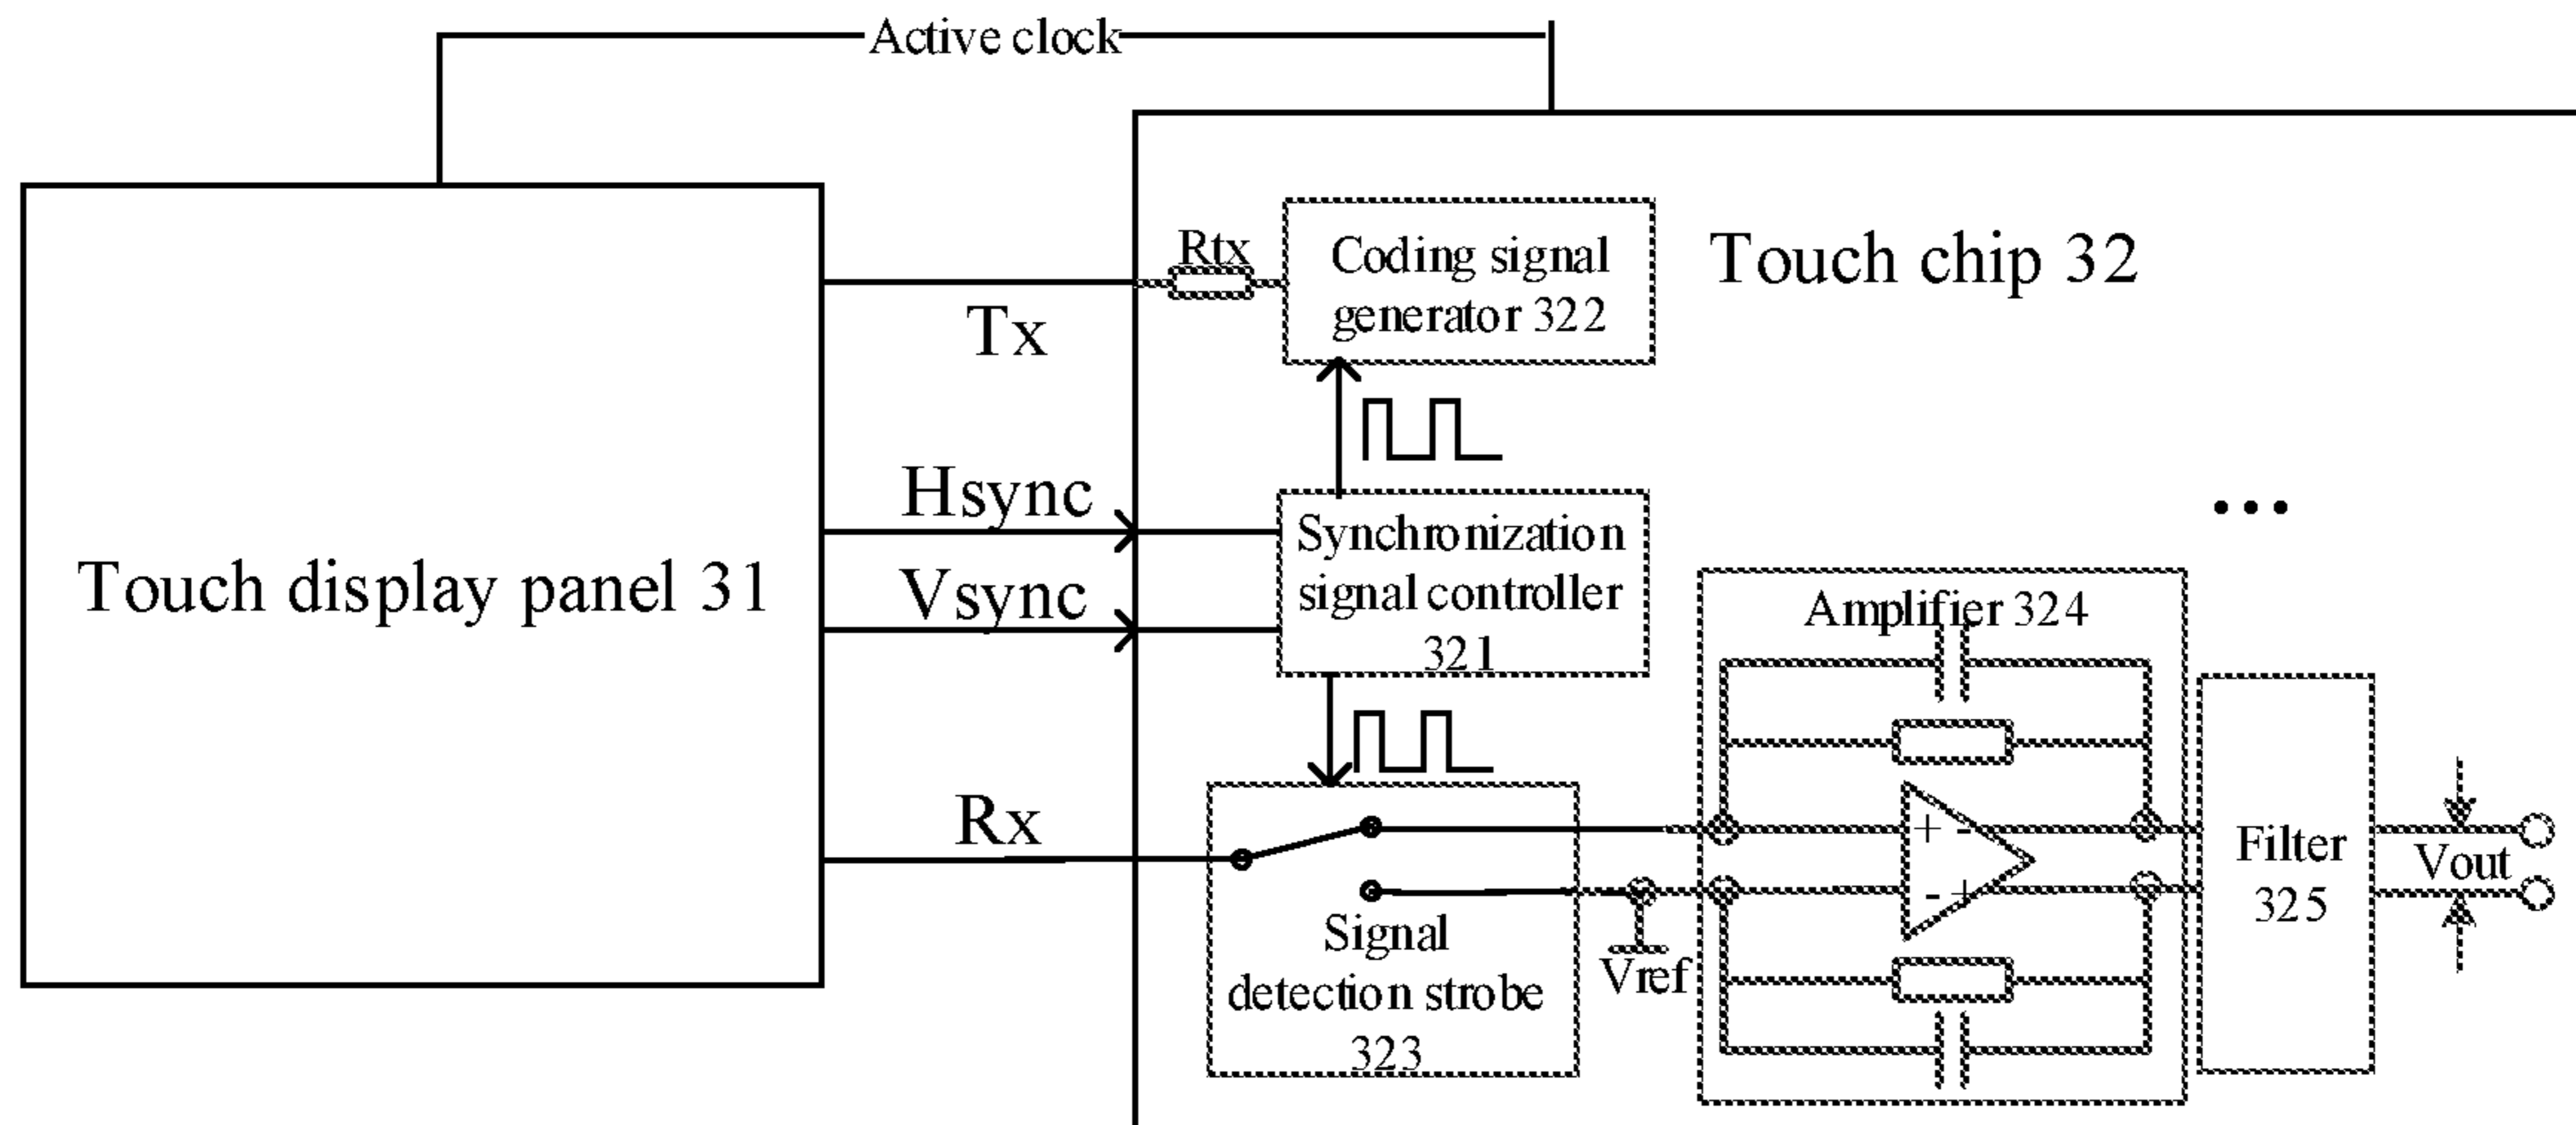 Active clock
Touch display panel 31
Tx
Hsync
Vsync
Rx
Touch chip 32
Rtx
Coding signal
generator 322
Synchronization
signal controller
321
Signal
detection strobe
323
Vref
Amplifier 324
+ -
- +
Filter
325
Vout
...